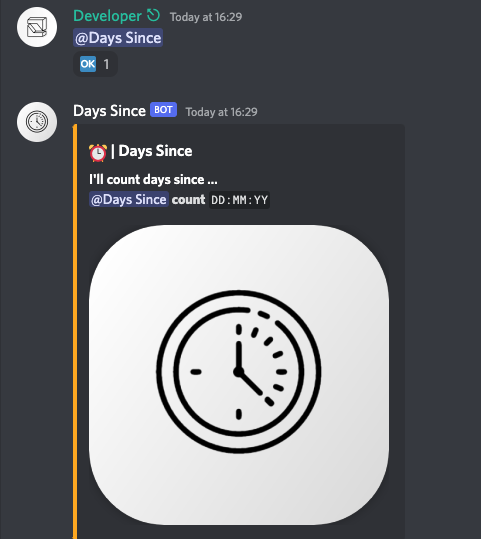 Developer Today at 16:29
@Days Since
OK 1
Days Since BOT Today at 16:29
| Days Since
I'll count days since ...
@Days Since count DD:MM:YY